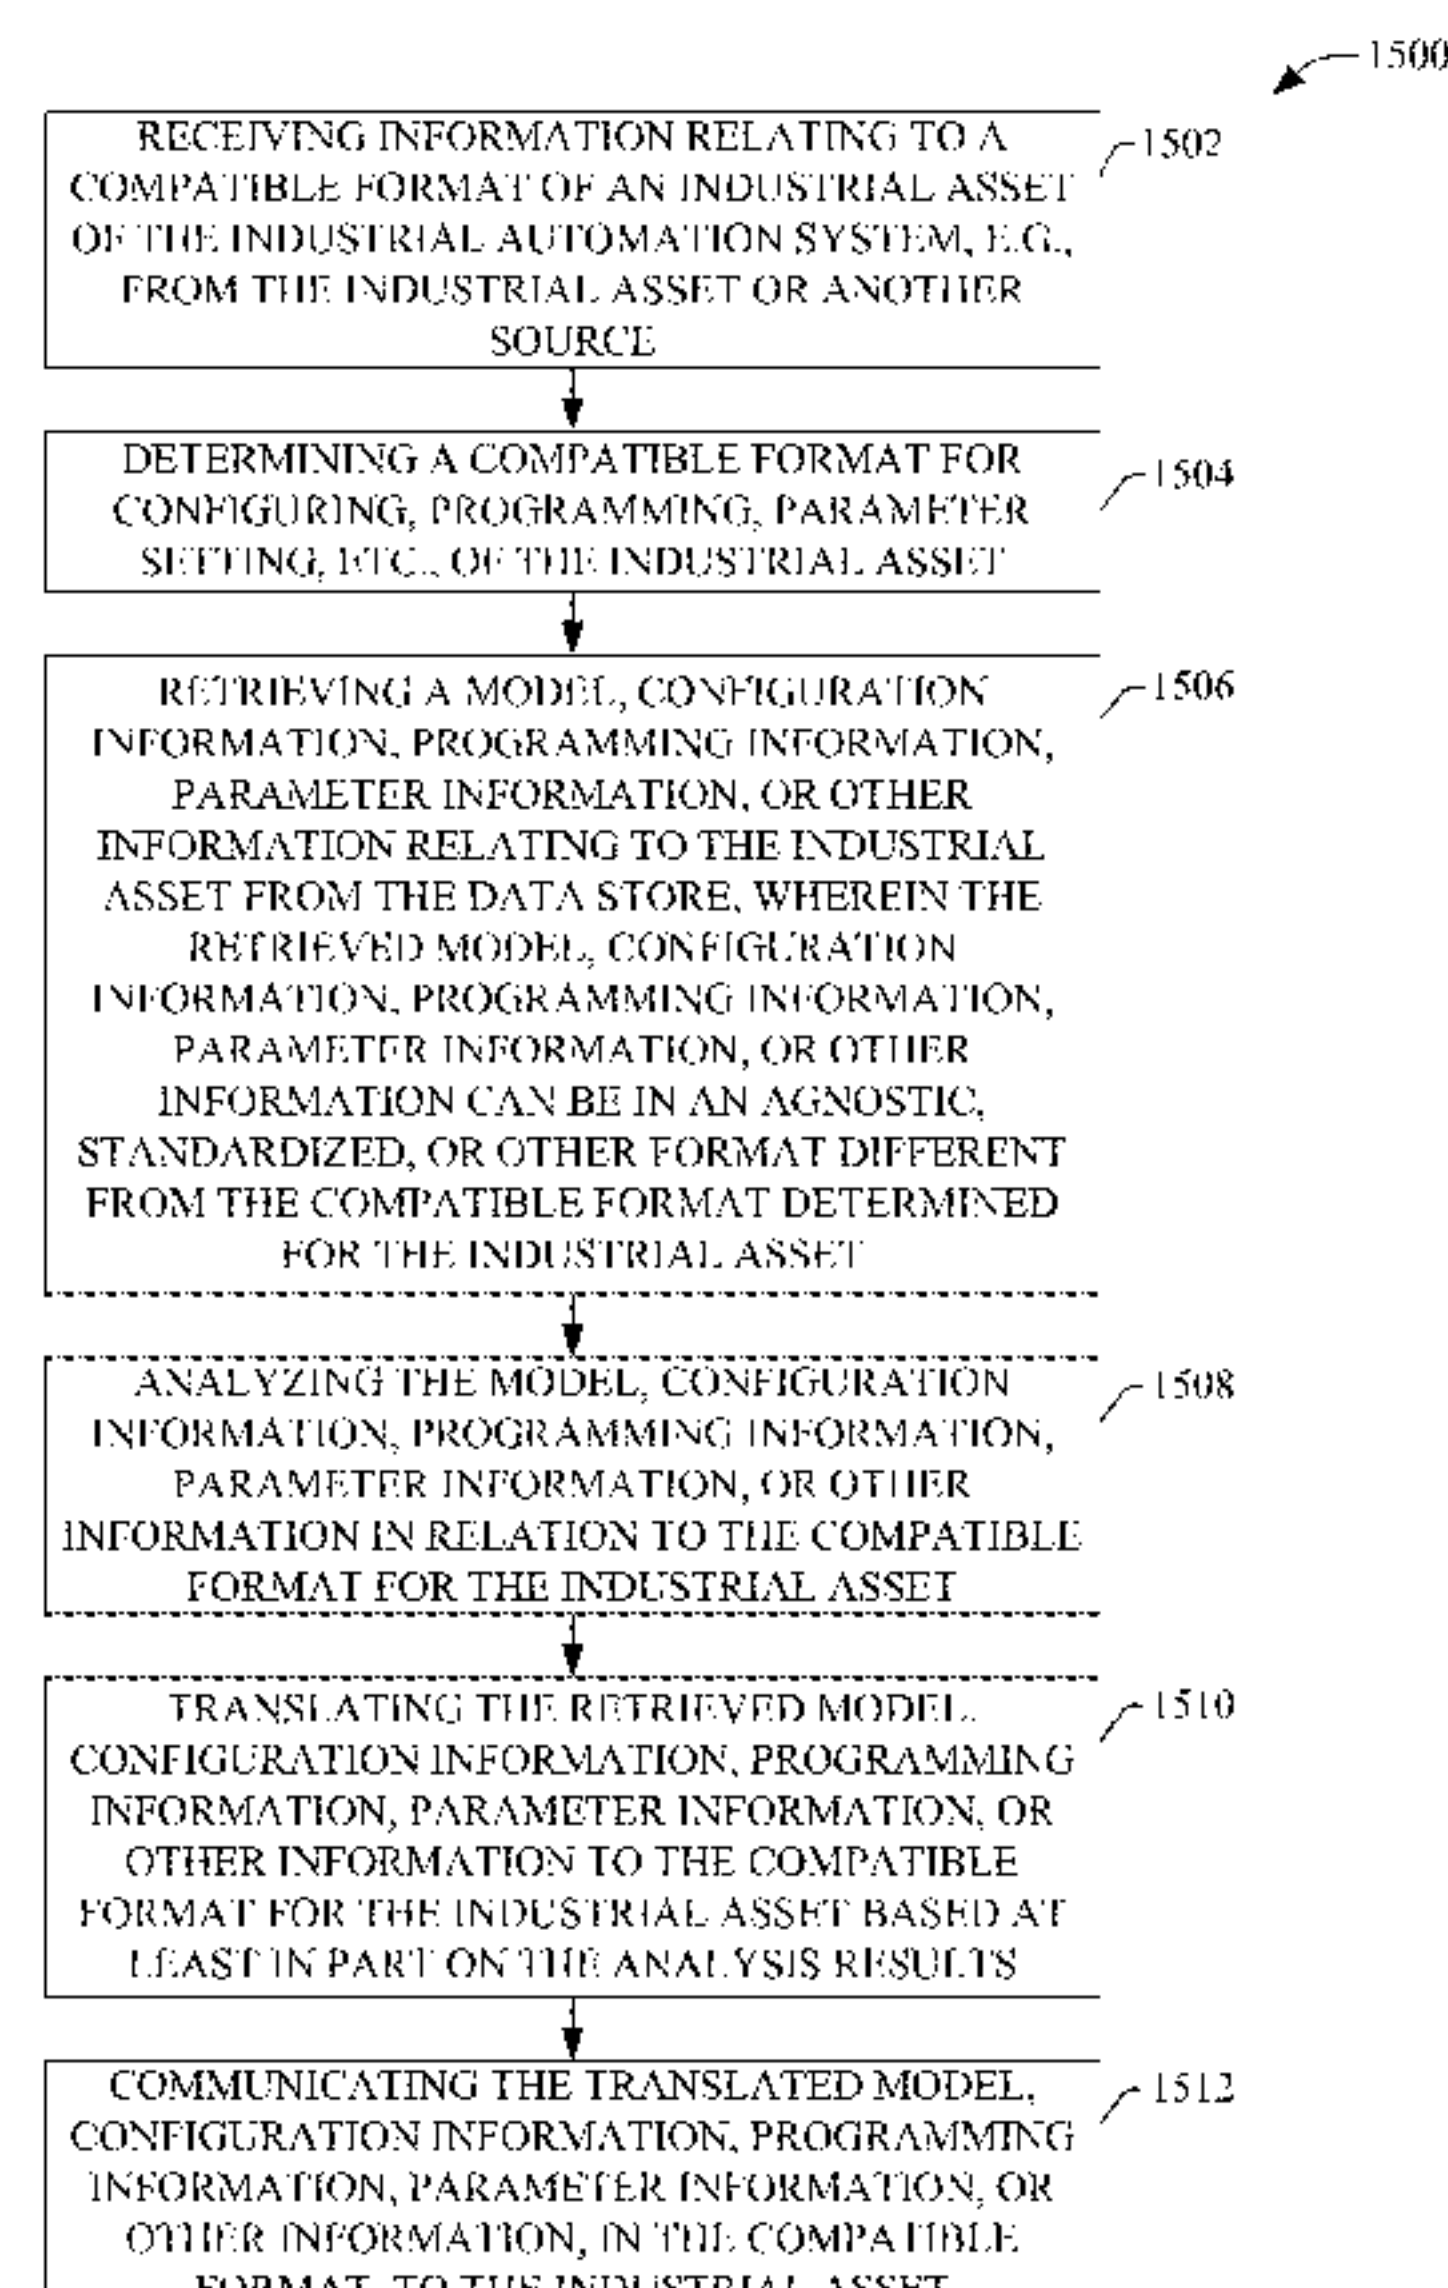 1500
RECEIVING INFORMATION RELATING TO A
COMPATIBLE FORMAT OF AN INDUSTRIAL ASSET
OF THE INDUSTRIAL AUTOMATION SYSTEM, E.G.,
FROM THE INDUSTRIAL ASSET OR ANOTHER
SOURCE
1502
DETERMINING A COMPATIBLE FORMAT FOR
CONFIGURING, PROGRAMMING, PARAMETER
SETTING, ETC., OF THE INDUSTRIAL ASSET
1504
RETRIEVING A MODEL, CONFIGURATION
INFORMATION, PROGRAMMING INFORMATION,
PARAMETER INFORMATION, OR OTHER
INFORMATION RELATING TO THE INDUSTRIAL
ASSET FROM THE DATA STORE, WHEREIN THE
RETRIEVED MODEL, CONFIGURATION
INFORMATION, PROGRAMMING INFORMATION,
PARAMETER INFORMATION, OR OTHER
INFORMATION CAN BE IN AN AGNOSTIC,
STANDARDIZED, OR OTHER FORMAT DIFFERENT
FROM THE COMPATIBLE FORMAT DETERMINED
FOR THE INDUSTRIAL ASSET
1506
ANALYZING THE MODEL, CONFIGURATION
INFORMATION, PROGRAMMING INFORMATION,
PARAMETER INFORMATION, OR OTHER
INFORMATION IN RELATION TO THE COMPATIBLE
FORMAT FOR THE INDUSTRIAL ASSET
1508
TRANSLATING THE RETRIEVED MODEL,
CONFIGURATION INFORMATION, PROGRAMMING
INFORMATION, PARAMETER INFORMATION, OR
OTHER INFORMATION TO THE COMPATIBLE
FORMAT FOR THE INDUSTRIAL ASSET BASED AT
LEAST IN PART ON THE ANALYSIS RESULTS
1510
COMMUNICATING THE TRANSLATED MODEL,
CONFIGURATION INFORMATION, PROGRAMMING
INFORMATION, PARAMETER INFORMATION, OR
OTHER INFORMATION, IN THE COMPATIBLE
FORMAT, TO THE INDUSTRIAL ASSET
1512